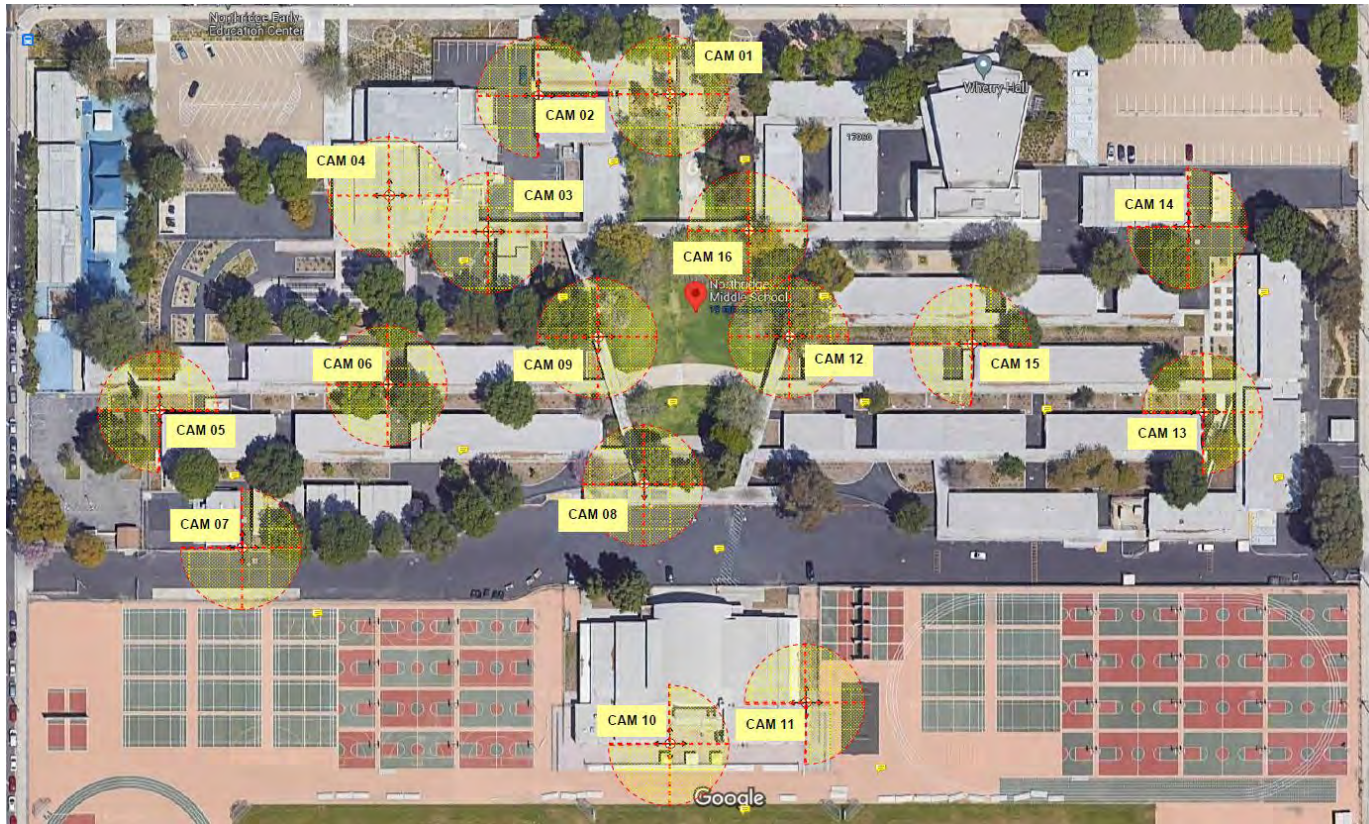 Northridge Early
Education Center
CAM 01
CAM 02
Wherry Hall
17960
CAM 04
CAM 03
CAM 14
CAM 16
Northridge
Middle School
CAM 06
CAM 09
CAM 12
CAM 15
CAM 05
CAM 13
CAM 08
CAM 07
CAM 10
CAM 11
Google